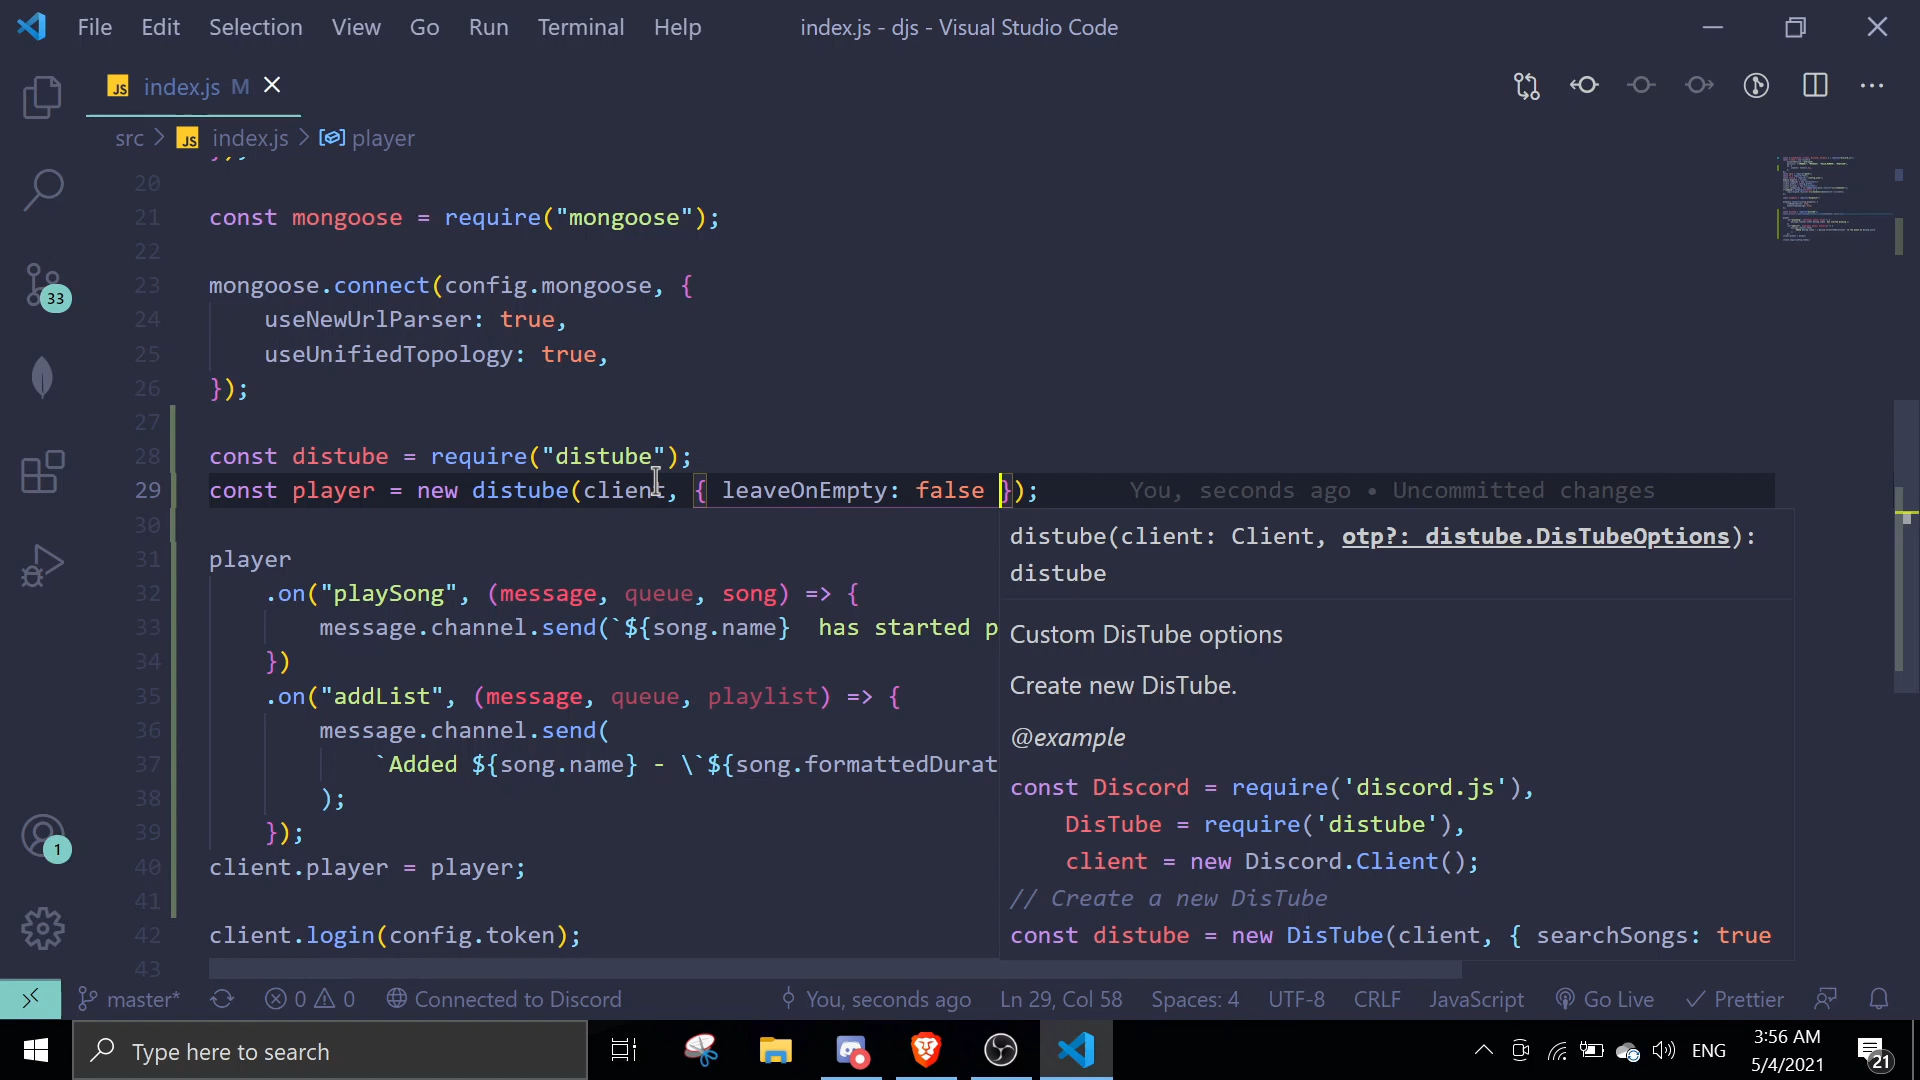 File Edit Selection View Go Run Terminal Help
index.js - djs - Visual Studio Code
JS index.js M
src > JS index.js > player
20
21 const mongoose = require("mongoose");
22
23 mongoose.connect(config.mongoose, {
24 useNewUrlParser: true,
25 useUnifiedTopology: true,
26 });
27
28 const distube = require("distube");
29 const player = new distube(client, { leaveOnEmpty: false }); You, seconds ago • Uncommitted changes
30
31 player
32 .on("playSong", (message, queue, song) => {
33 message.channel.send(`${song.name} has started p
34 })
35 .on("addList", (message, queue, playlist) => {
36 message.channel.send(
37 `Added ${song.name} - \`${song.formattedDurat
38 );
39 });
40 client.player = player;
41
42 client.login(config.token);
43
distube(client: Client, otp?: distube.DisTubeOptions):
distube
Custom DisTube options
Create new DisTube.
@example
const Discord = require('discord.js'),
DisTube = require('distube'),
client = new Discord.Client();
// Create a new DisTube
const distube = new DisTube(client, { searchSongs: true
33
1
master* 0 0 Connected to Discord You, seconds ago Ln 29, Col 58 Spaces: 4 UTF-8 CRLF JavaScript Go Live Prettier
Type here to search
ENG
3:56 AM
5/4/2021
21